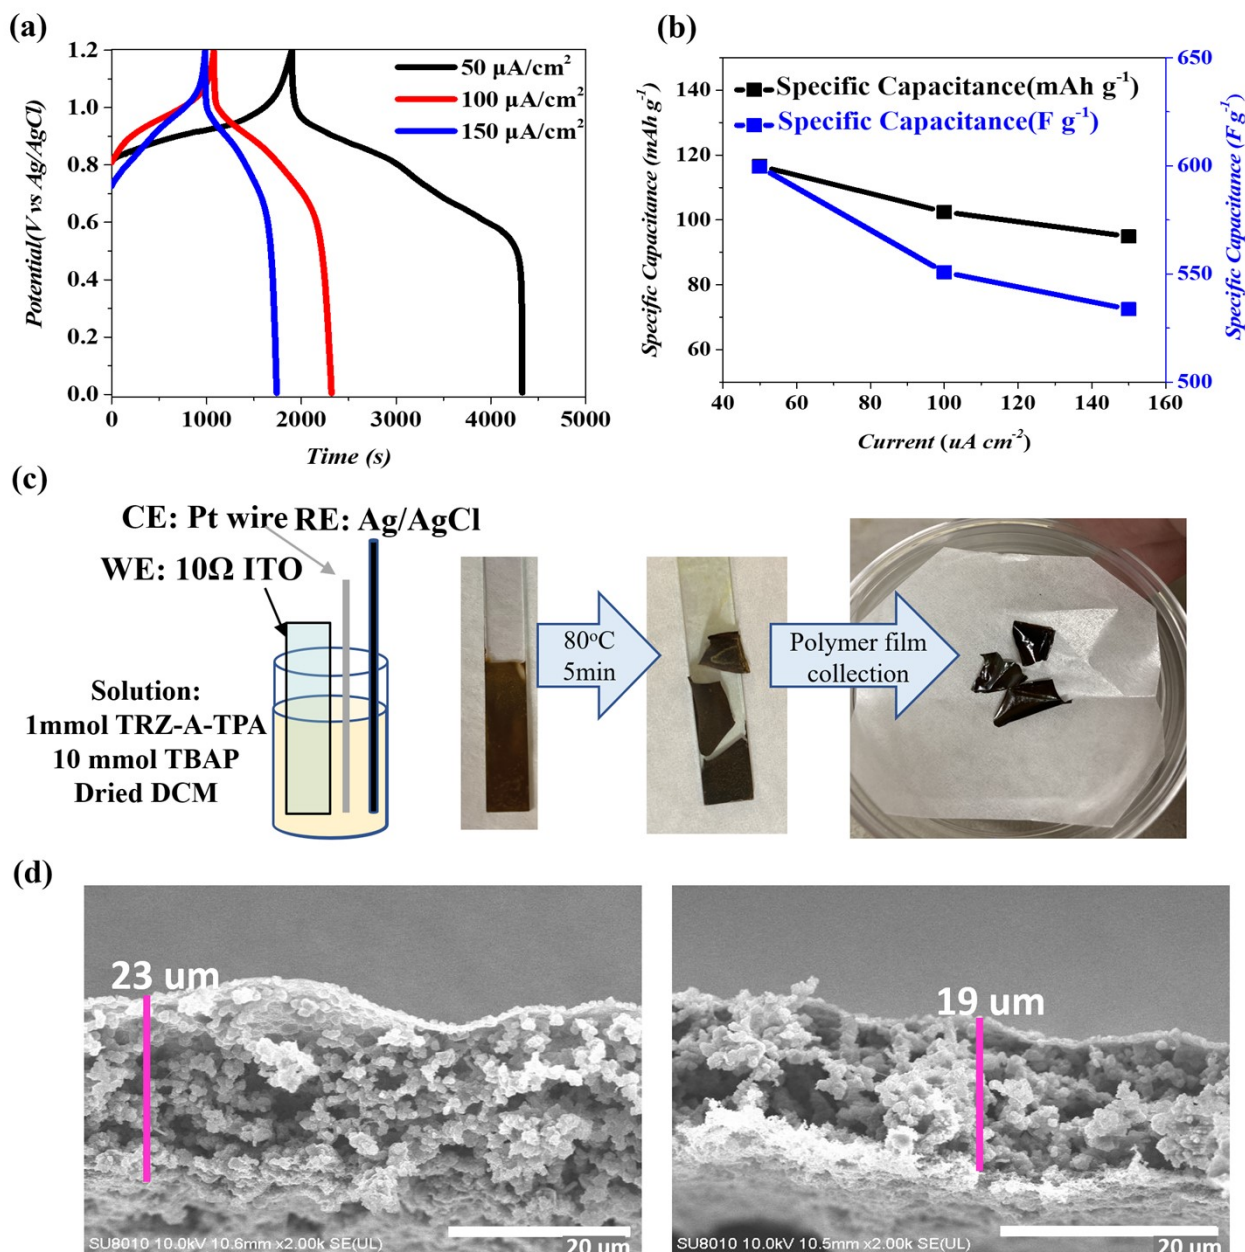 (a)
1.2
1.0
0.8
0.6
0.4
0.2
0.0
Potential(V vs Ag/AgCl)
50 µA/cm²
100 µA/cm²
150 µA/cm²
0 1000 2000 3000 4000 5000
Time (s)
(b)
140
120
100
80
60
Specific Capacitance (mAh g⁻¹)
Specific Capacitance(mAh g⁻¹)
Specific Capacitance(F g⁻¹)
650
600
550
500
Specific Capacitance (F g⁻¹)
40 60 80 100 120 140 160
Current (uA cm⁻²)
(c)
CE: Pt wire RE: Ag/AgCl
WE: 10Ω ITO
Solution:
1mmol TRZ-A-TPA
10 mmol TBAP
Dried DCM
80°C
5min
Polymer film
collection
(d)
23 um
SU8010 10.0kV 10.6mm x2.00k SE(UL)
20 um
19 um
SU8010 10.0kV 10.5mm x2.00k SE(UL)
20 um